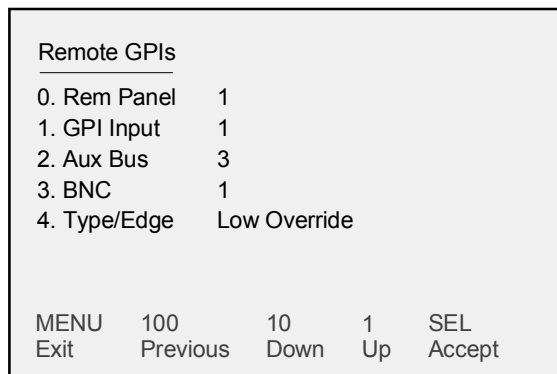 Remote GPIs
0. Rem Panel 1
1. GPI Input 1
2. Aux Bus 3
3. BNC 1
4. Type/Edge Low Override
MENU 100 10 1 SEL
Exit Previous Down Up Accept